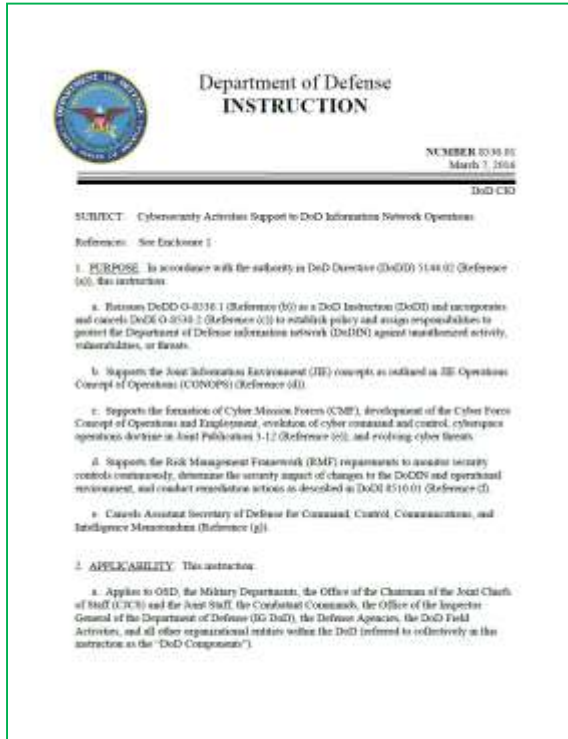 Department of Defense
INSTRUCTION
NUMBER 8530.01
March 7, 2016
DoD CIO
SUBJECT: Cybersecurity Activities Support to DoD Information Network Operations
References: See Enclosure 1
1. PURPOSE. In accordance with the authority in DoD Directive (DoDD) 5144.02 (Reference
(a)), this instruction:
a. Reissues DoDD O-8530.1 (Reference (b)) as a DoD Instruction (DoDI) and incorporates
and cancels DoDI O-8530.2 (Reference (c)) to establish policy and assign responsibilities to
protect the Department of Defense information network (DoDIN) against unauthorized activity,
vulnerabilities, or threats.
b. Supports the Joint Information Environment (JIE) concepts as outlined in JIE Operations
Concept of Operations (CONOPS) (Reference (d)).
c. Supports the formation of Cyber Mission Forces (CMF), development of the Cyber Force
Concept of Operations and Employment, evolution of cyber command and control, cyberspace
operations doctrine in Joint Publication 3-12 (Reference (e)), and evolving cyber threats.
d. Supports the Risk Management Framework (RMF) requirements to monitor security
controls continuously, determine the security impact of changes to the DoDIN and operational
environment, and conduct remediation actions as described in DoDI 8510.01 (Reference (f).
e. Cancels Assistant Secretary of Defense for Command, Control, Communications, and
Intelligence Memorandum (Reference (g)).
2. APPLICABILITY. This instruction:
a. Applies to OSD, the Military Departments, the Office of the Chairman of the Joint Chiefs
of Staff (CJCS) and the Joint Staff, the Combatant Commands, the Office of the Inspector
General of the Department of Defense (IG DoD), the Defense Agencies, the DoD Field
Activities, and all other organizational entities within the DoD (referred to collectively in this
instruction as the "DoD Components").